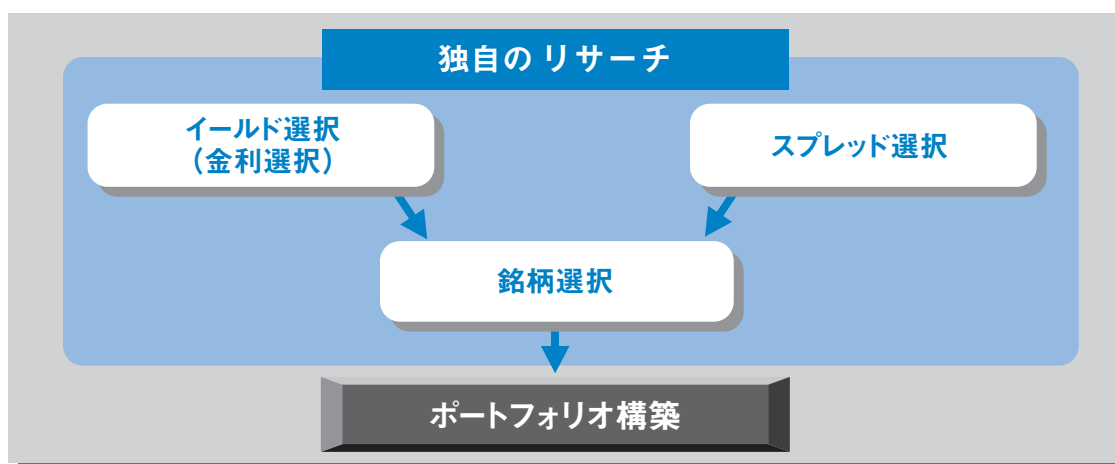 独自のリサーチ
イールド選択
(金利選択)
スプレッド選択
銘柄選択
ポートフォリオ構築